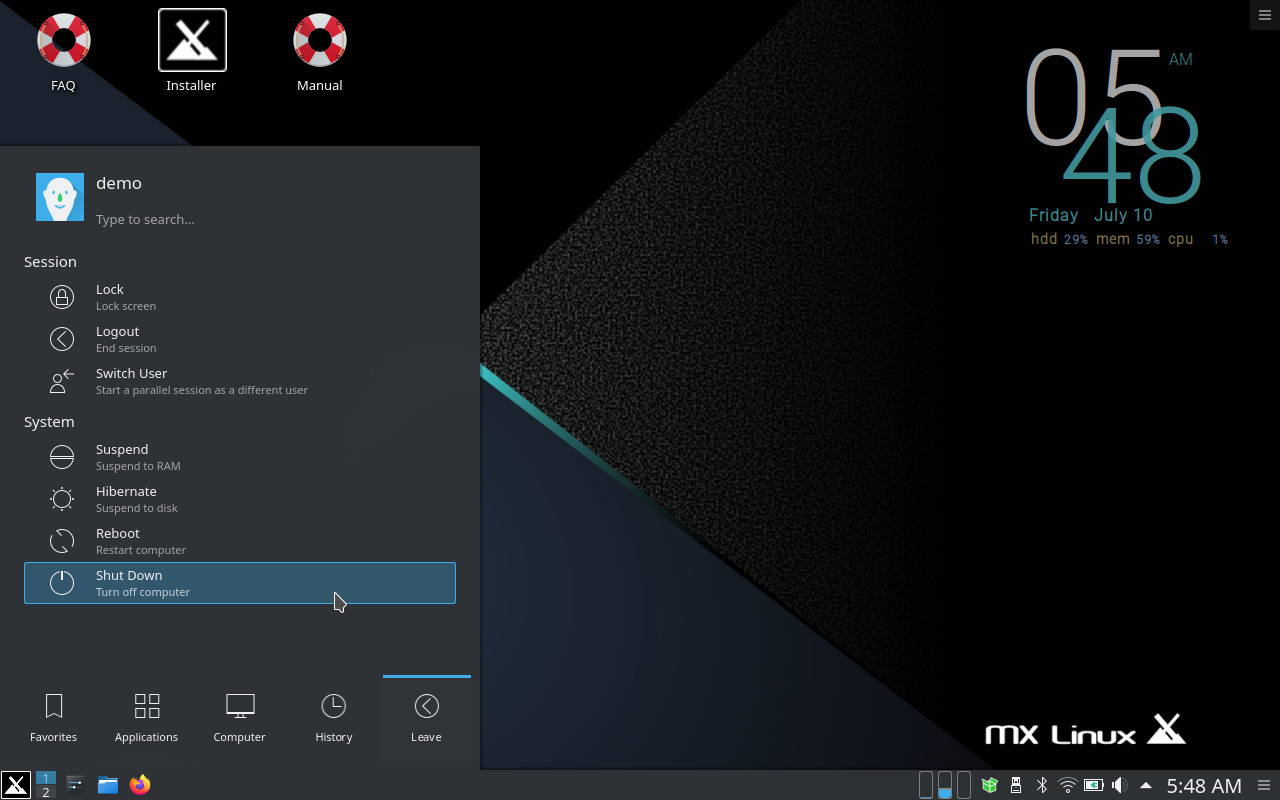 FAQ
Installer
Manual
05 AM
48
Friday July 10
hdd 29% mem 59% cpu 1%
demo
Type to search...
Session
Lock
Lock screen
Logout
End session
Switch User
Start a parallel session as a different user
System
Suspend
Suspend to RAM
Hibernate
Suspend to disk
Reboot
Restart computer
Shut Down
Turn off computer
Favorites
Applications
Computer
History
Leave
MX Linux
1
2
5:48 AM